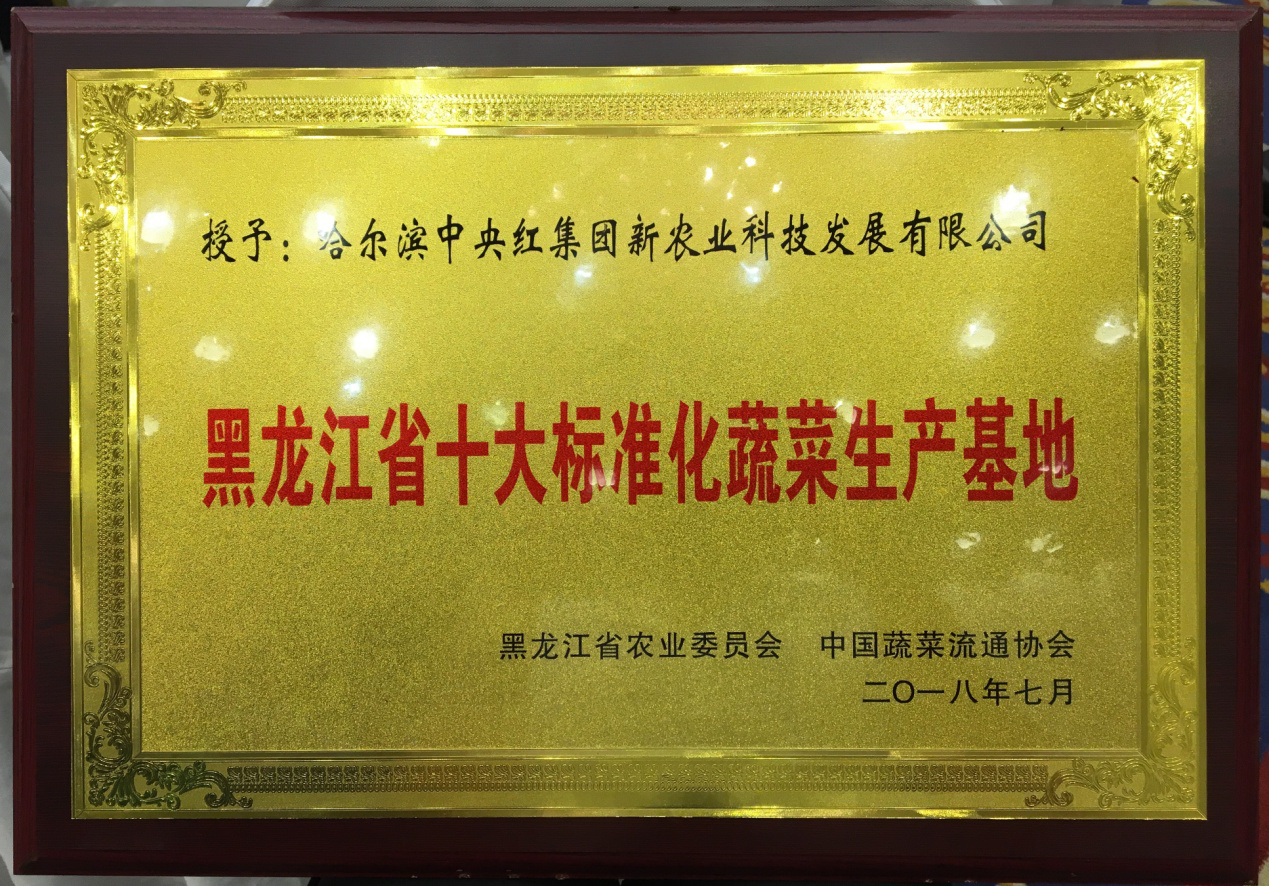 授予：哈尔滨中央红集团新农业科技发展有限公司
黑龙江省十大标准化蔬菜生产基地
黑龙江省农业委员会　中国蔬菜流通协会
二〇一八年七月